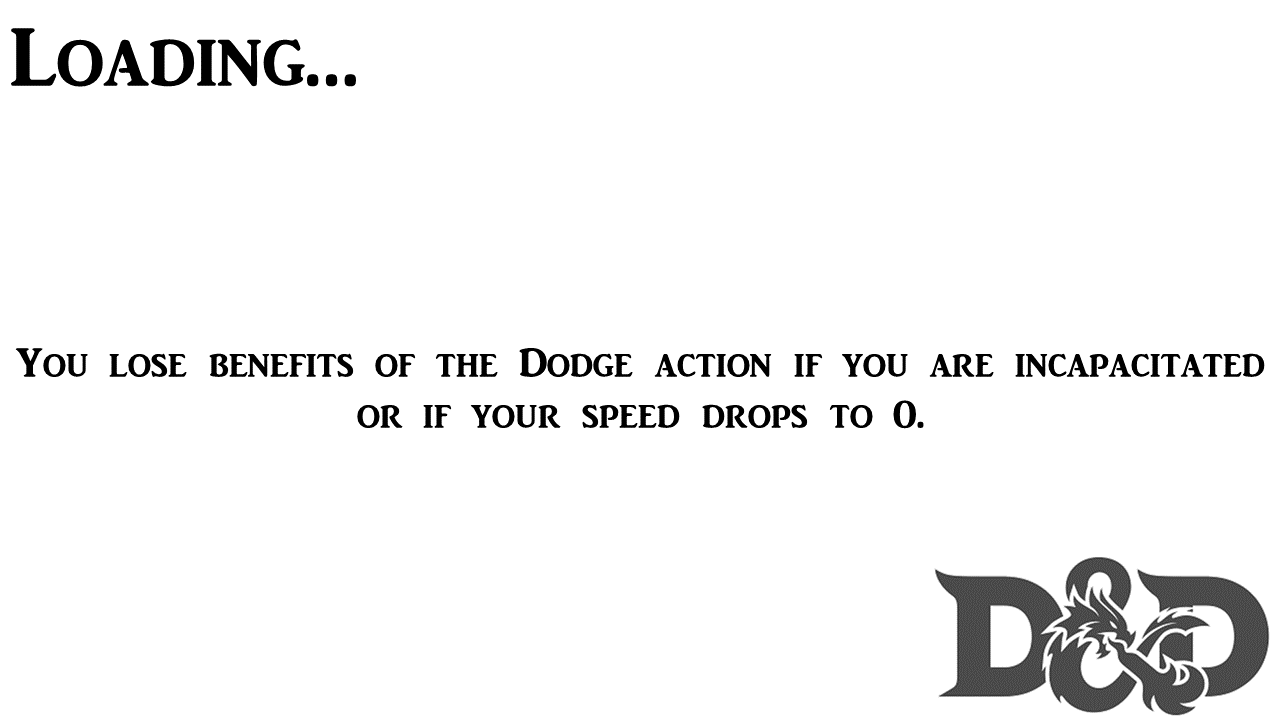 Loading...
You lose benefits of the Dodge action if you are incapacitated
or if your speed drops to 0.
D&D